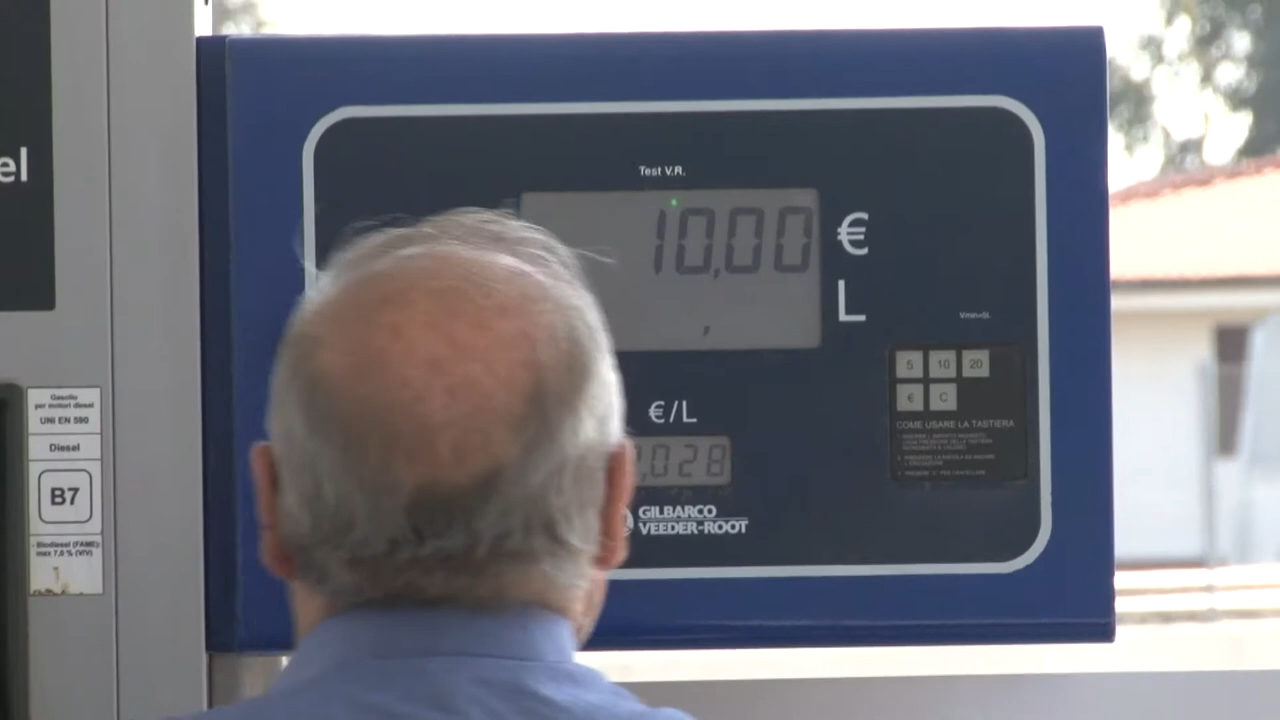 el
Test V.R.
10,00 €
, L
Vmin=5L
€/L
,028
5 10 20
€ C
COME USARE LA TASTIERA
GILBARCO
VEEDER-ROOT
Gasolio
per motori diesel
UNI EN 590
Diesel
B7
Biodiesel (FAME):
max 7,0 % (V/V)